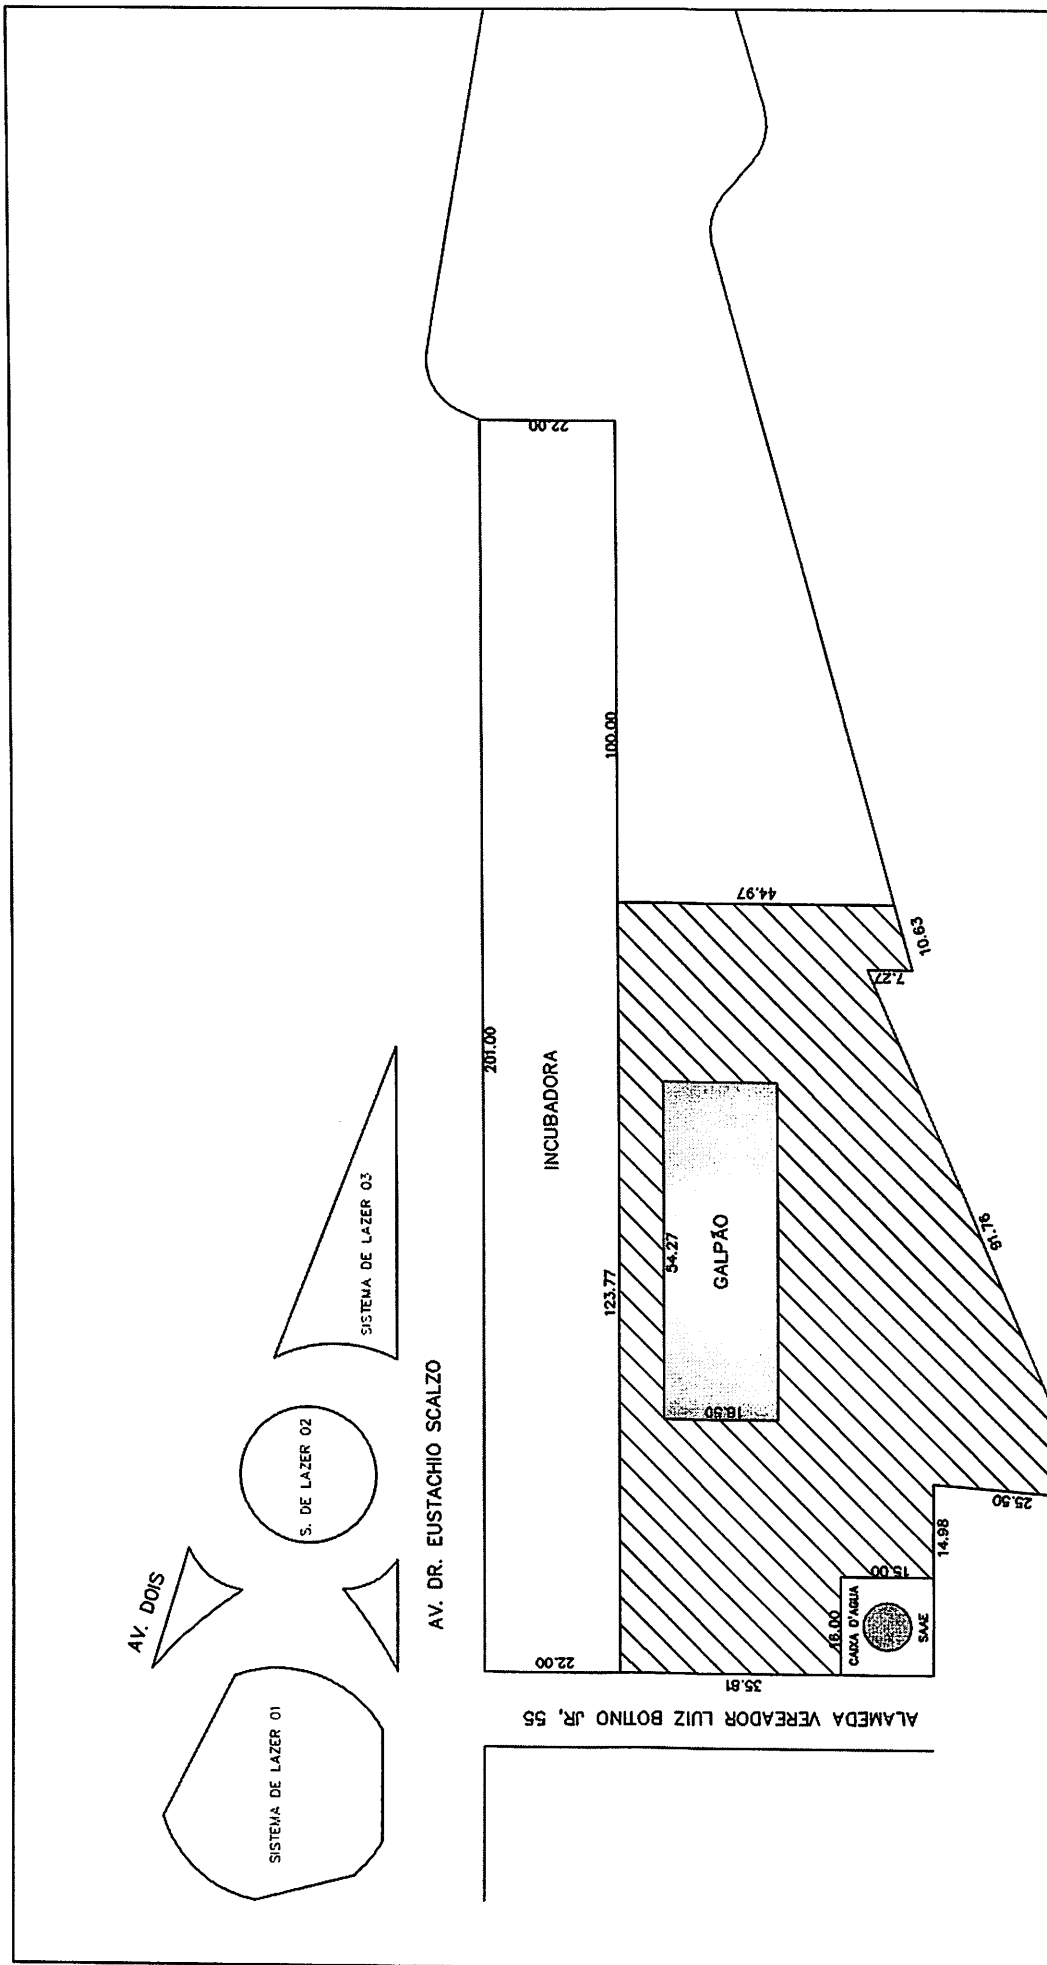 AV. DOIS
SISTEMA DE LAZER 01
S. DE LAZER 02
SISTEMA DE LAZER 03
AV. DR. EUSTACHIO SCALZO
201.00
INCUBADORA
22.00
22.00
100.00
123.77
44.97
10.63
7.27
54.27
GALPÃO
18.50
91.76
25.50
14.98
15.00
16.00
CAIXA D'AGUA
SAAE
35.81
ALAMEDA VEREADOR LUIZ BOTINO JR, 55